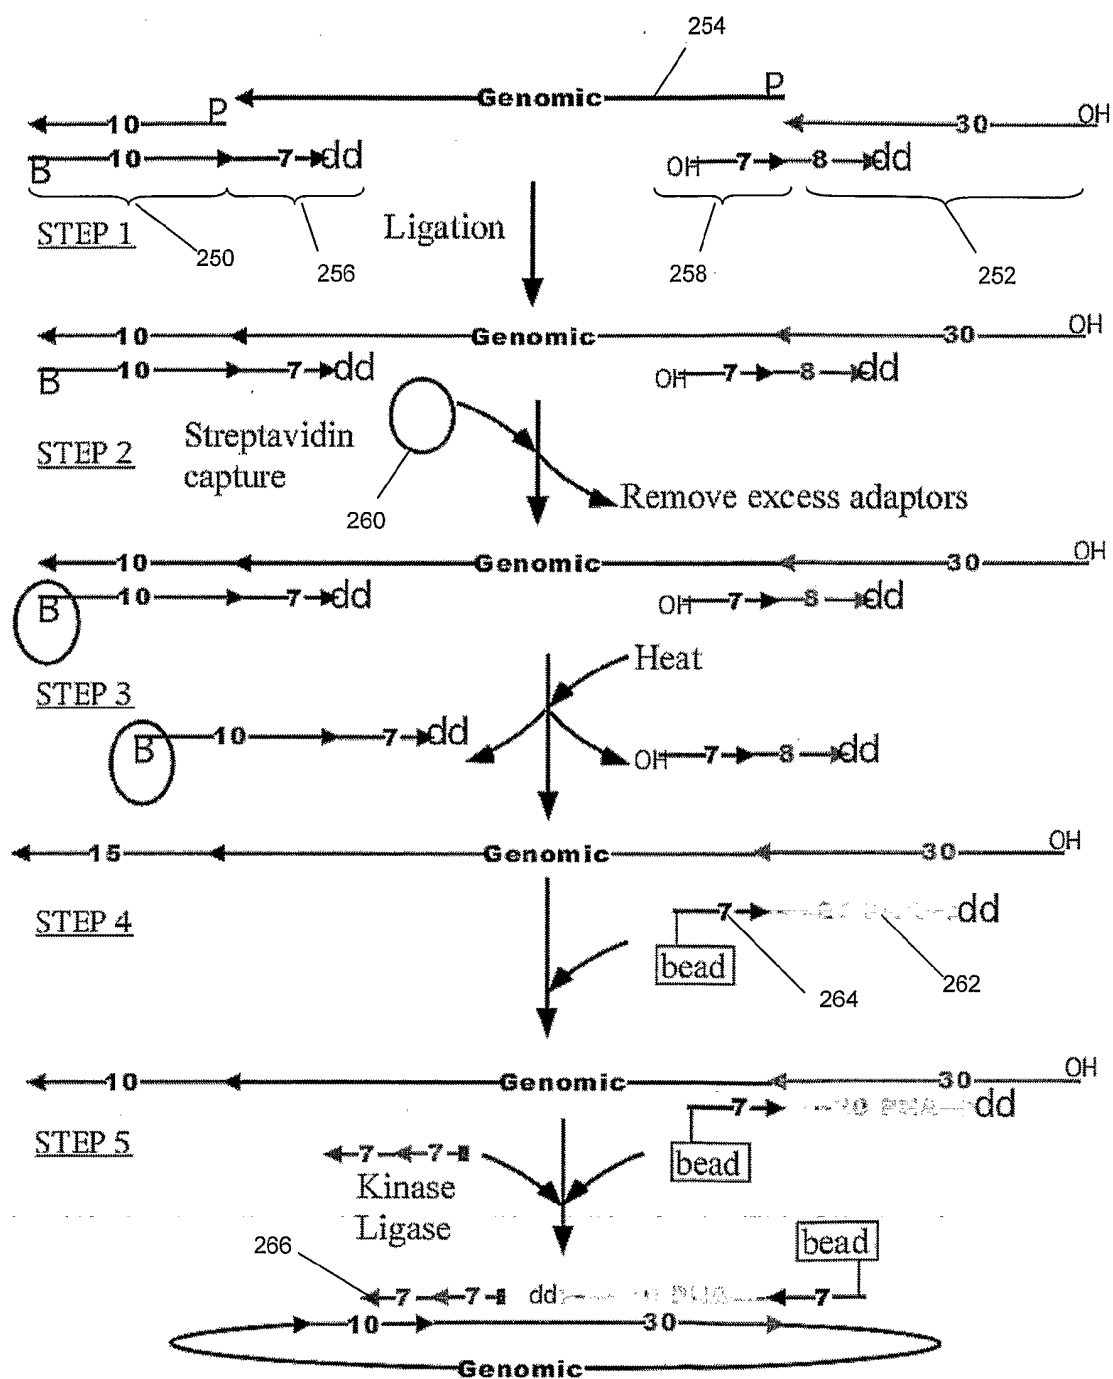 254
Genomic P
10 P 30 OH
B 10 7 dd OH 7 8 dd
STEP 1 250 256 Ligation 258 252
10 Genomic 30 OH
B 10 7 dd OH 7 8 dd
STEP 2 Streptavidin
capture
260 Remove excess adaptors
10 Genomic 30 OH
B 10 7 dd OH 7 8 dd
Heat
STEP 3
B 10 7 dd OH 7 8 dd
15 Genomic 30 OH
STEP 4 7 dd
bead 264 262
10 Genomic 30 OH
7 dd
STEP 5 bead
7 7
Kinase
Ligase
266 bead
7 7 dd 7
10 30
Genomic